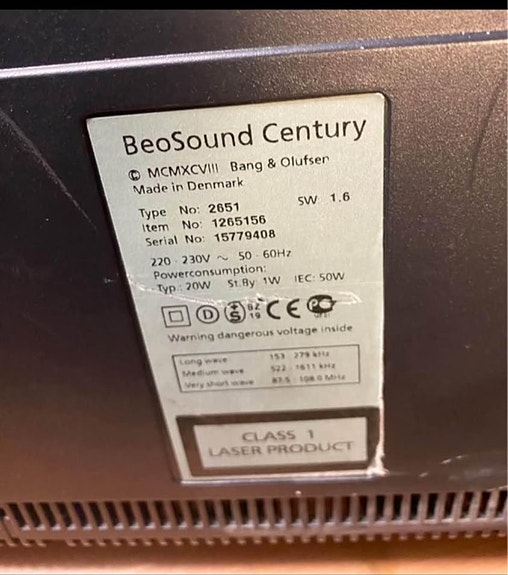 BeoSound Century
© MCMXCVIII Bang & Olufsen
Made in Denmark
Type No: 2651 SW 1.6
Item No: 1265156
Serial No: 15779408
220 - 230V ~ 50 - 60Hz
Powerconsumption:
Typ.: 20W St.By 1W IEC: 50W
D S CE
Warning dangerous voltage inside
Long wave 153 - 279 kHz
Medium wave 522 - 1611 kHz
Very short wave 87.5 - 108.0 MHz
CLASS 1
LASER PRODUCT